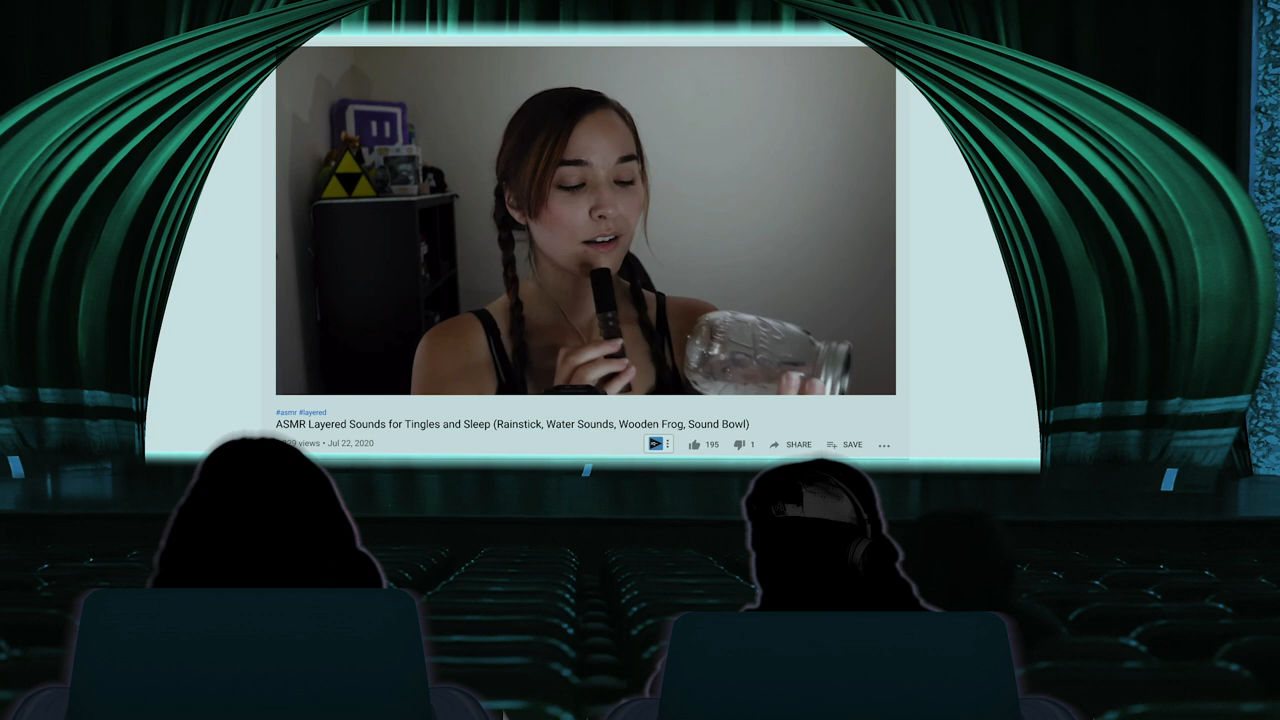 #asmr #layered
ASMR Layered Sounds for Tingles and Sleep (Rainstick, Water Sounds, Wooden Frog, Sound Bowl)
views • Jul 22, 2020
195
1
SHARE
SAVE